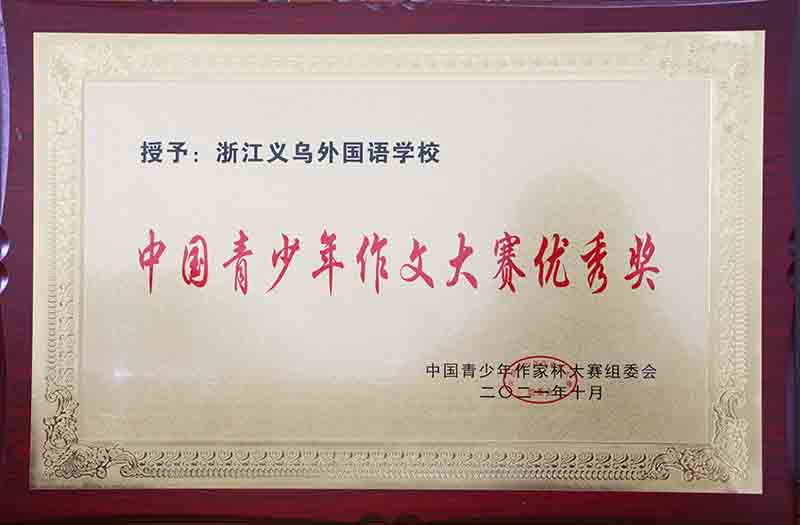 授予：浙江义乌外国语学校
中国青少年作文大赛优秀奖
中国青少年作家杯大赛组委会
二〇二一年十月